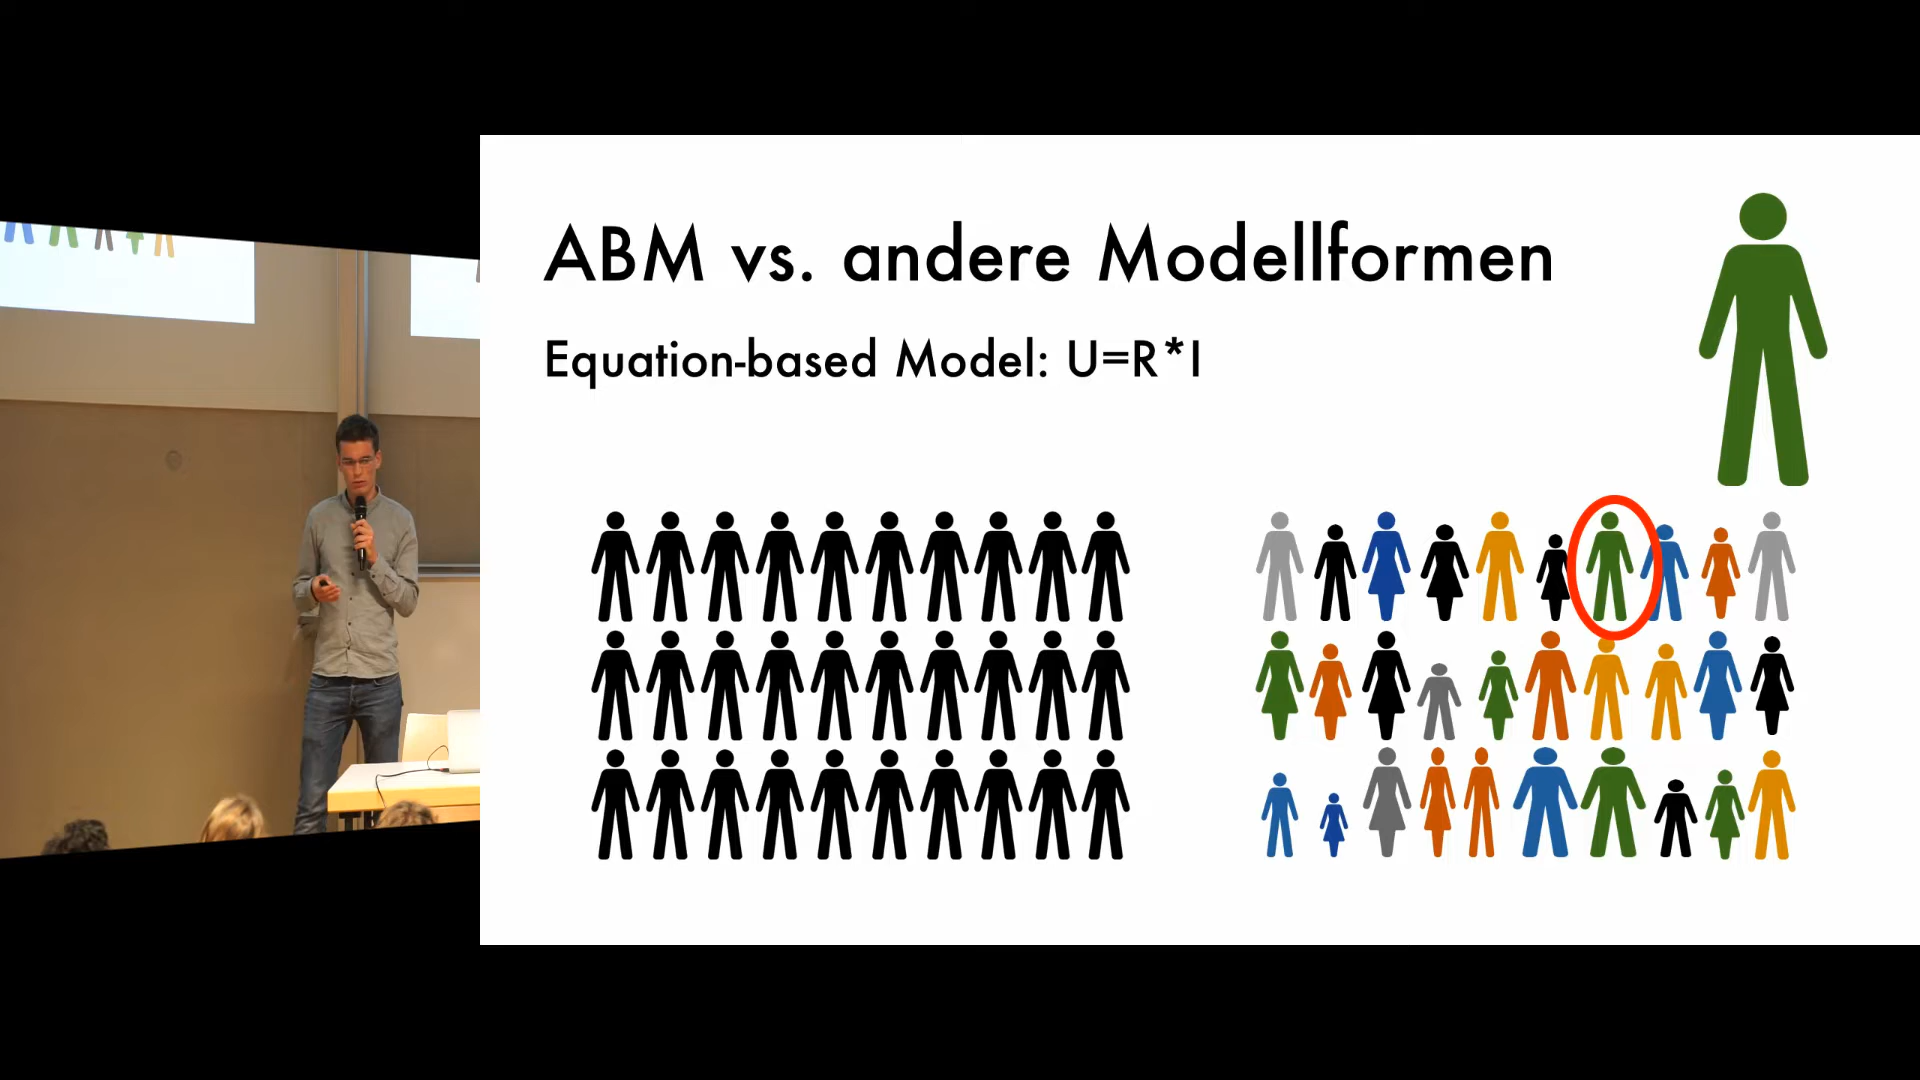 ABM vs. andere Modellformen
Equation-based Model: U=R*I